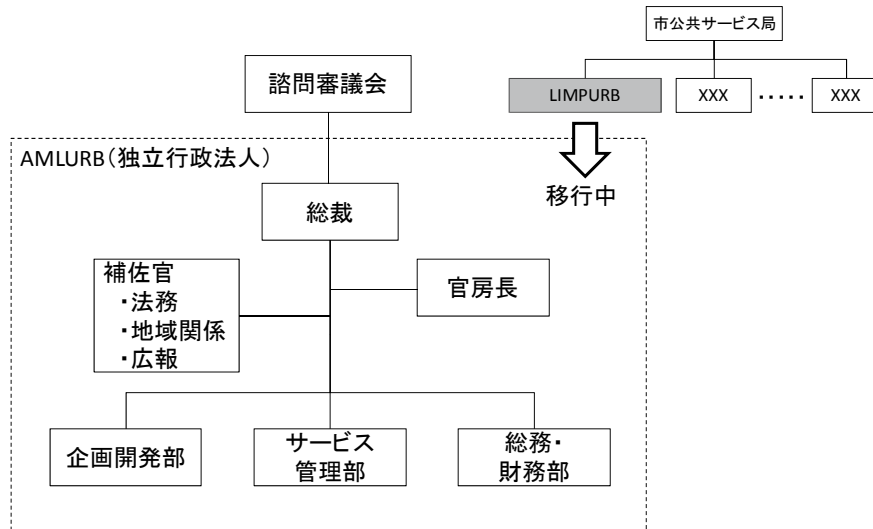 市公共サービス局
諮問審議会
LIMPURB
XXX
・・・・・
XXX
AMLURB(独立行政法人)
移行中
総裁
補佐官
・法務
・地域関係
・広報
官房長
企画開発部
サービス
管理部
総務・
財務部